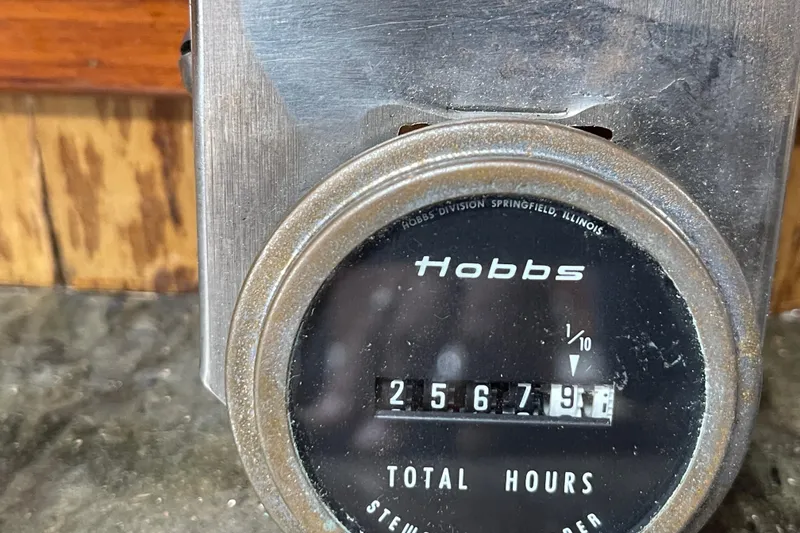 HOBBS DIVISION SPRINGFIELD, ILLINOIS
Hobbs
1/10
2 5 6 7 9
TOTAL HOURS